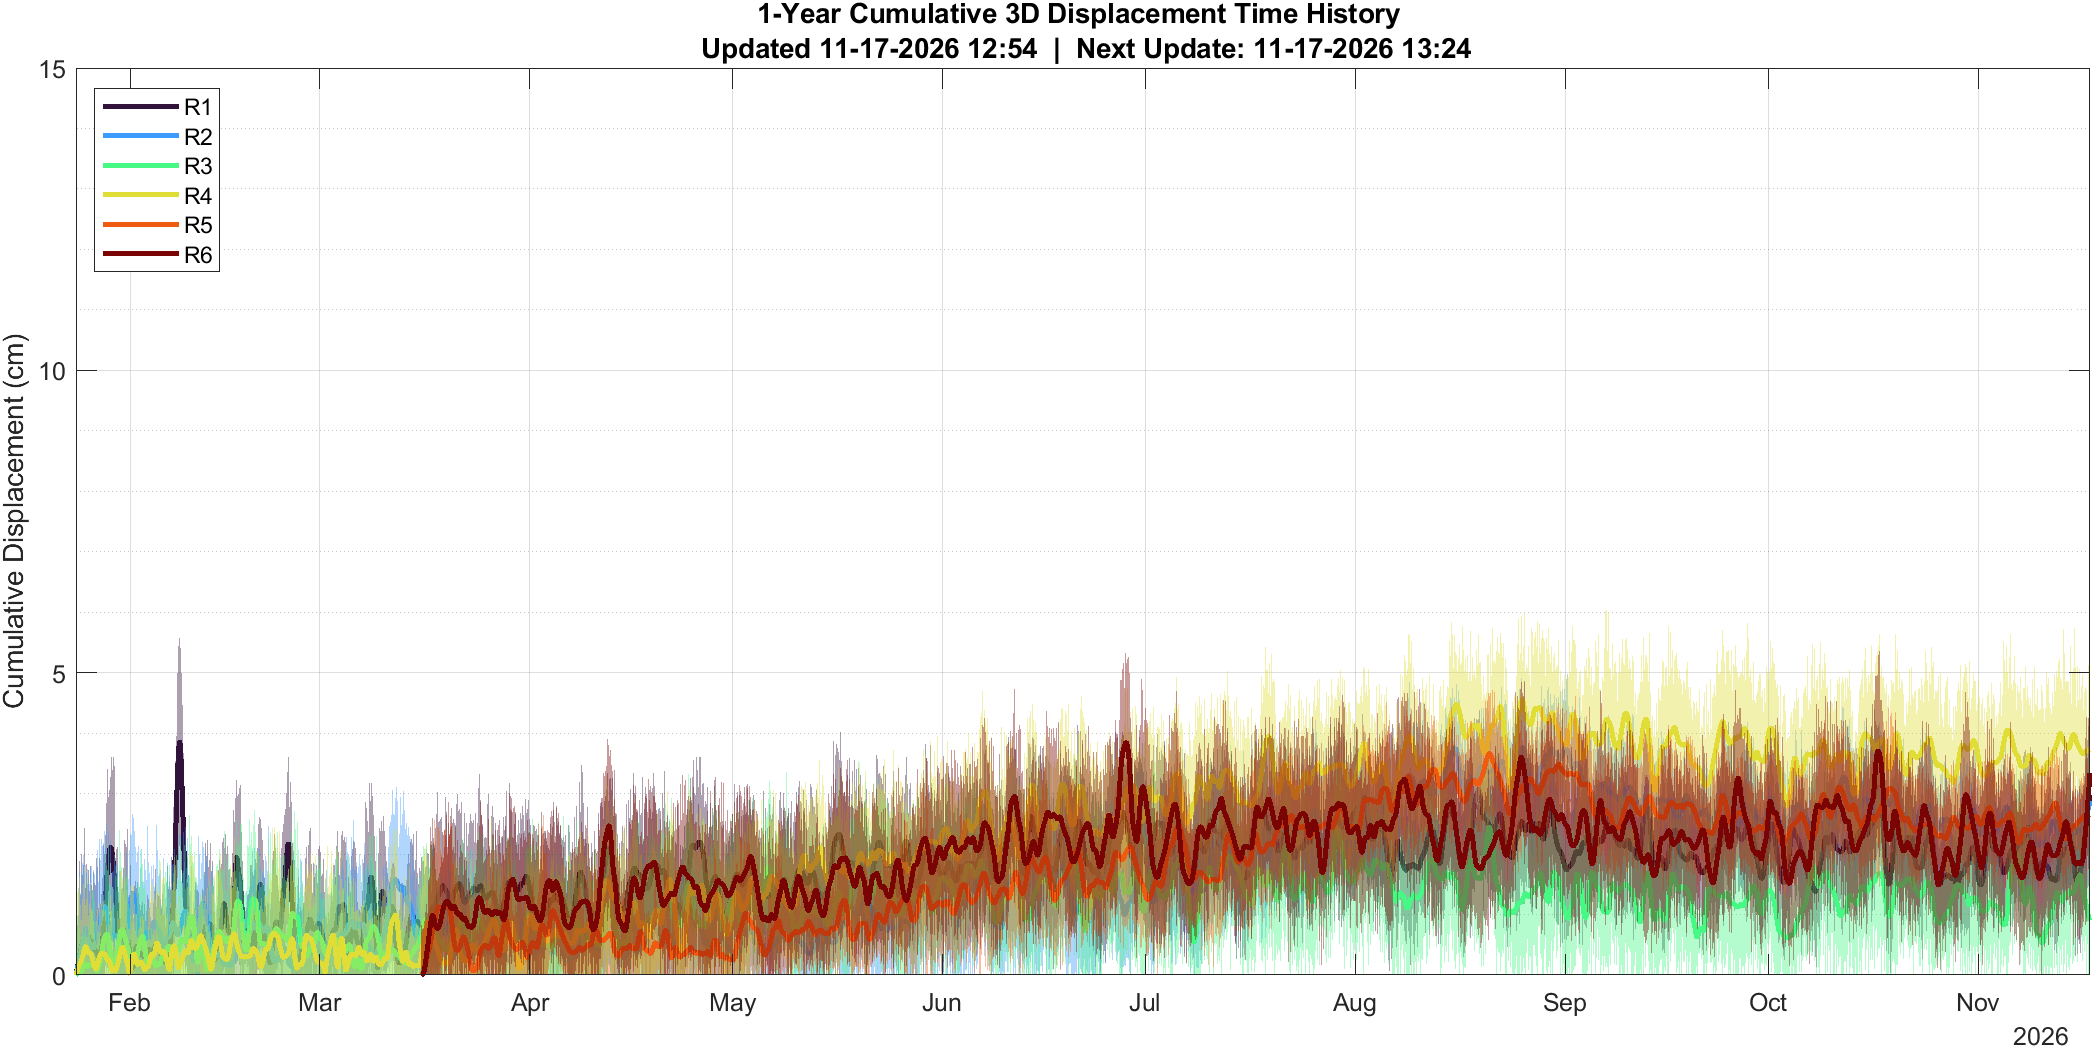 1-Year Cumulative 3D Displacement Time History
Updated 11-17-2026 12:54 | Next Update: 11-17-2026 13:24
15
10
5
0
Cumulative Displacement (cm)
R1
R2
R3
R4
R5
R6
Feb Mar Apr May Jun Jul Aug Sep Oct Nov
2026